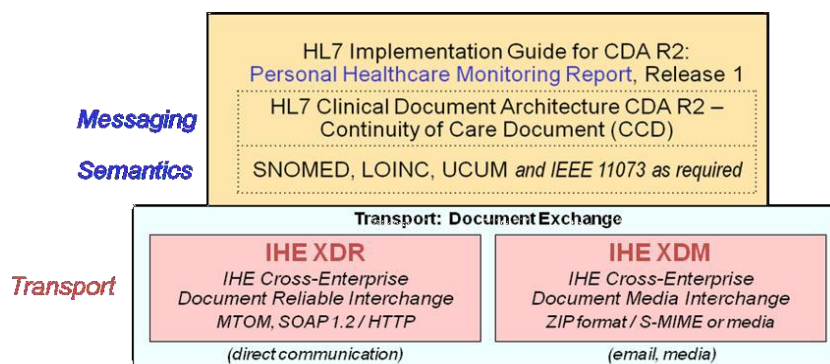 HL7 Implementation Guide for CDA R2:
Personal Healthcare Monitoring Report, Release 1
Messaging
HL7 Clinical Document Architecture CDA R2 –
Continuity of Care Document (CCD)
Semantics
SNOMED, LOINC, UCUM and IEEE 11073 as required
Transport: Document Exchange
Transport
IHE XDR
IHE Cross-Enterprise
Document Reliable Interchange
MTOM, SOAP 1.2 / HTTP
(direct communication)
IHE XDM
IHE Cross-Enterprise
Document Media Interchange
ZIP format / S-MIME or media
(email, media)